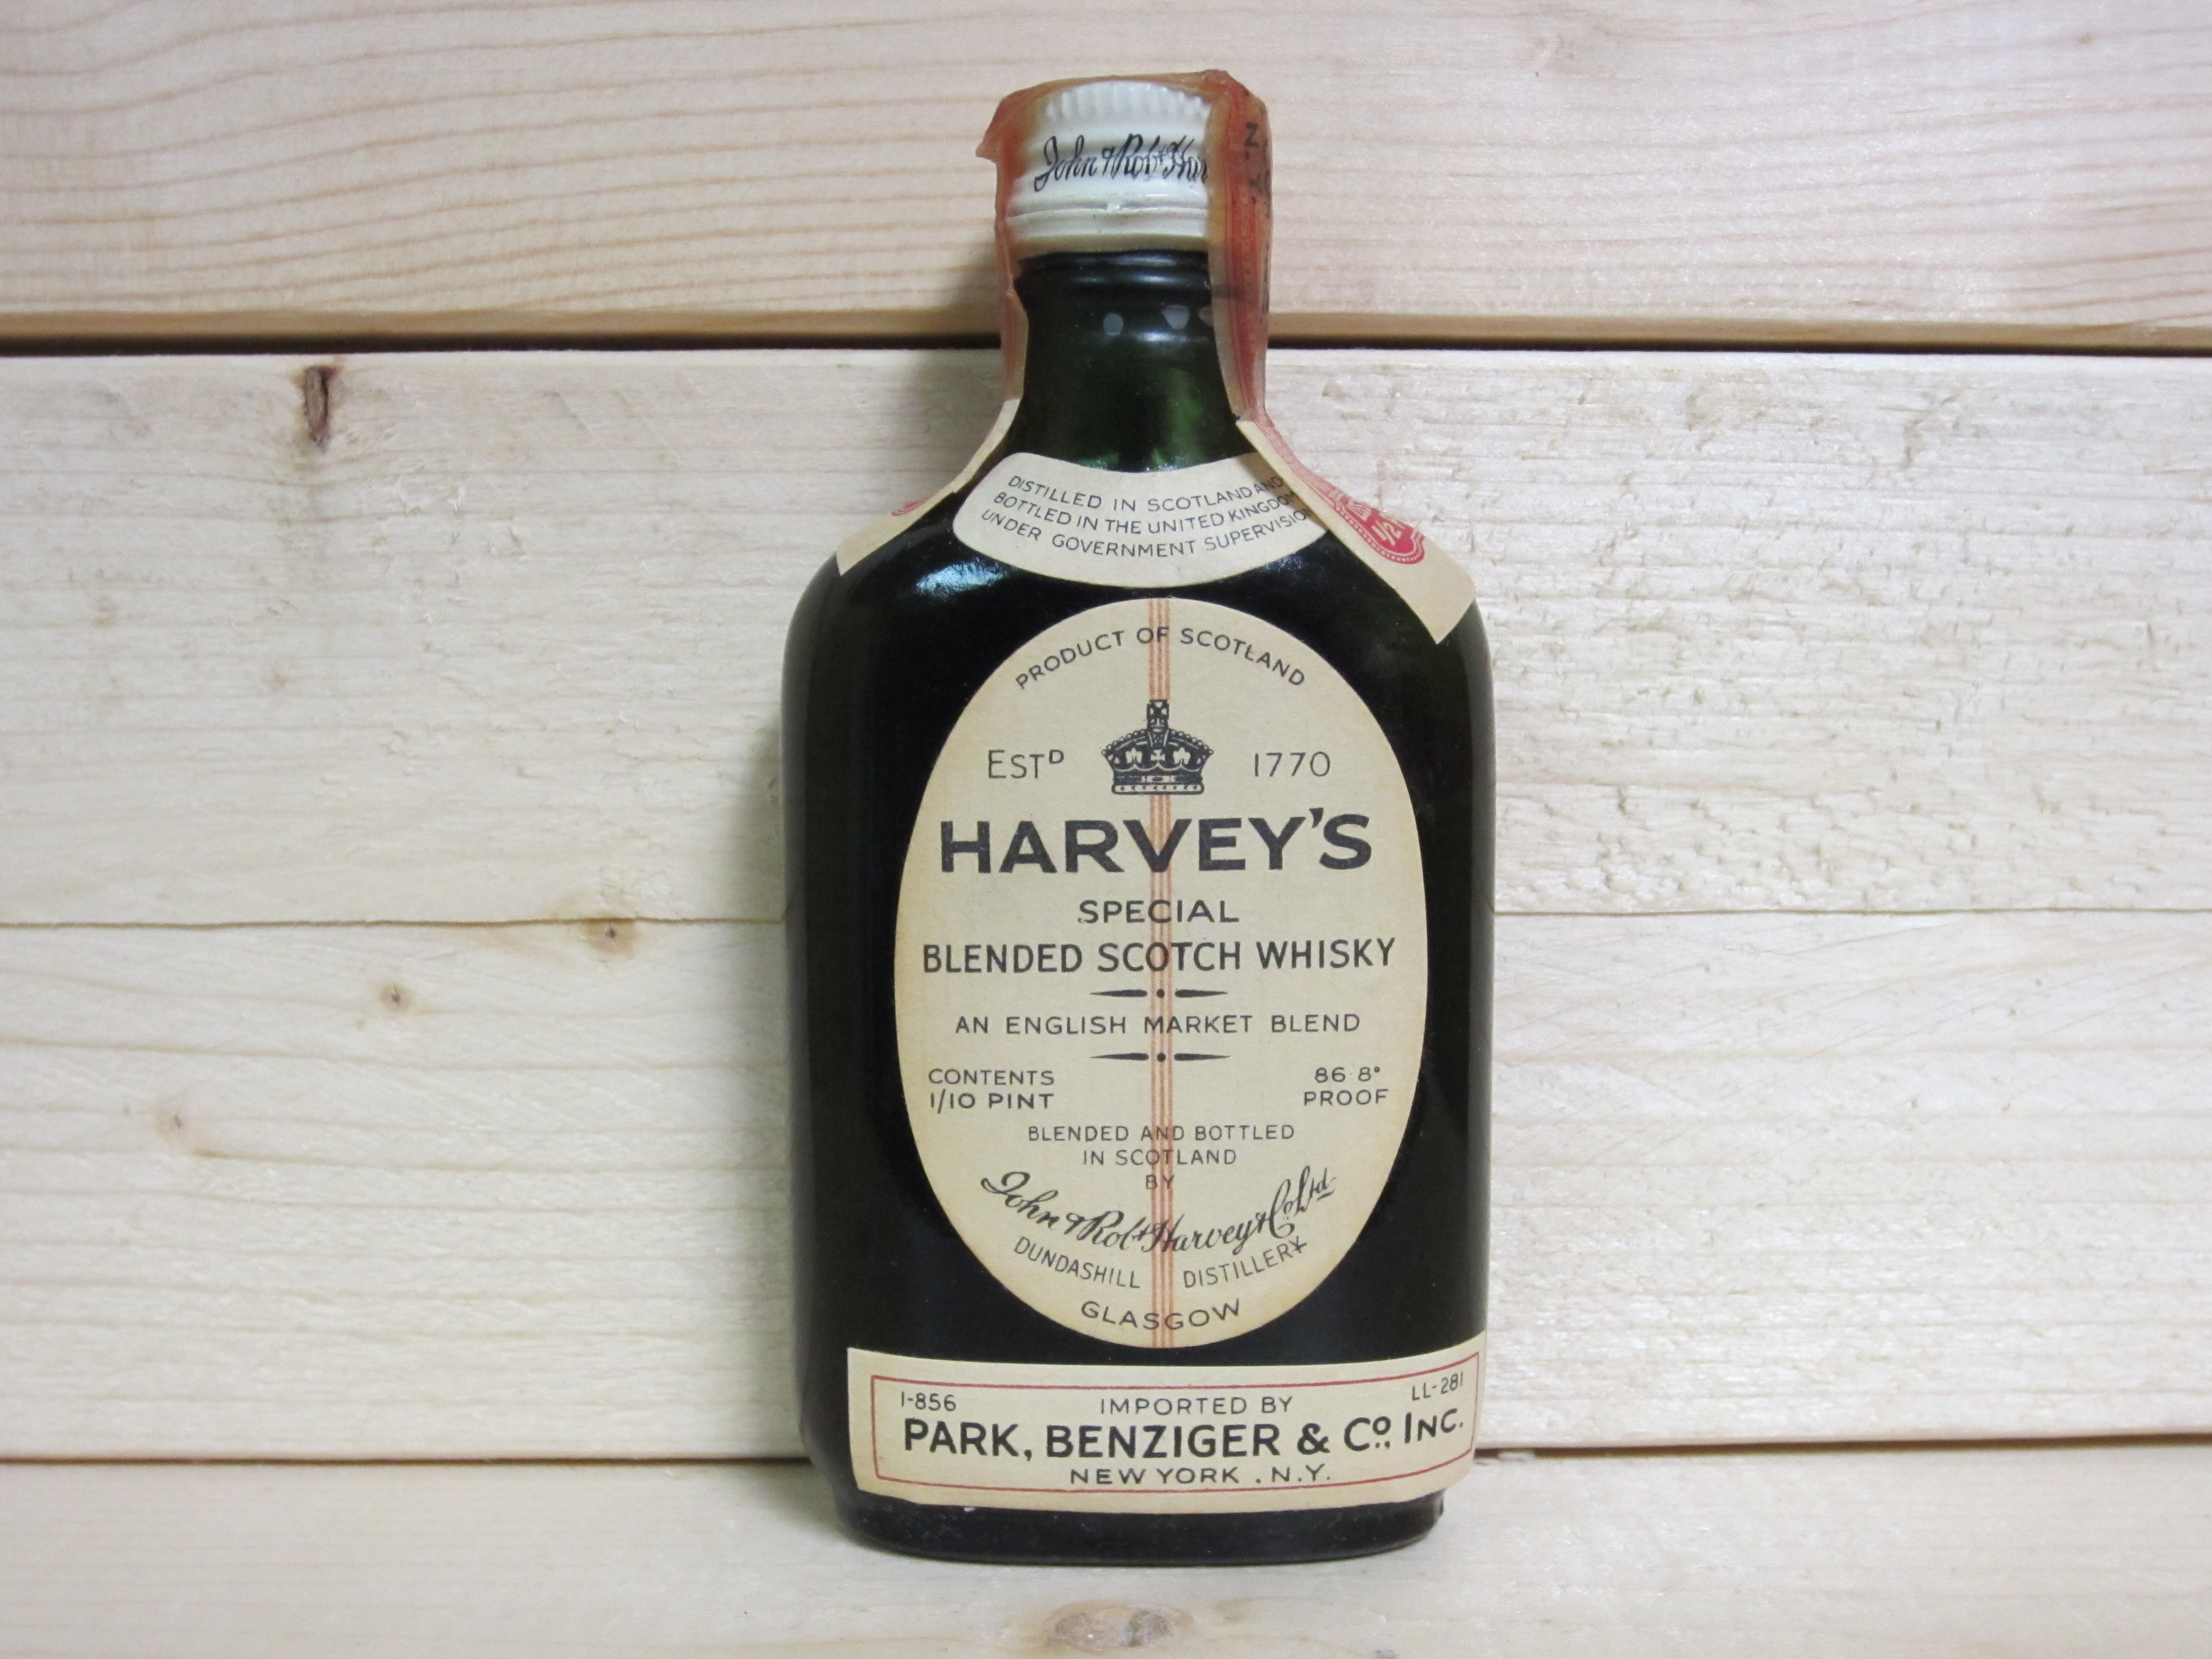 John & Robt Har
N.Y.
DISTILLED IN SCOTLAND AND
BOTTLED IN THE UNITED KINGDOM
UNDER GOVERNMENT SUPERVISION
1/2
PRODUCT OF SCOTLAND
ESTD 1770
HARVEY'S
SPECIAL
BLENDED SCOTCH WHISKY
AN ENGLISH MARKET BLEND
CONTENTS 86 8°
1/10 PINT PROOF
BLENDED AND BOTTLED
IN SCOTLAND
BY
John & Robt Harvey & Co Ltd
DUNDASHILL DISTILLERY
GLASGOW
1-856 IMPORTED BY LL-281
PARK, BENZIGER & Co., INC.
NEW YORK . N.Y.